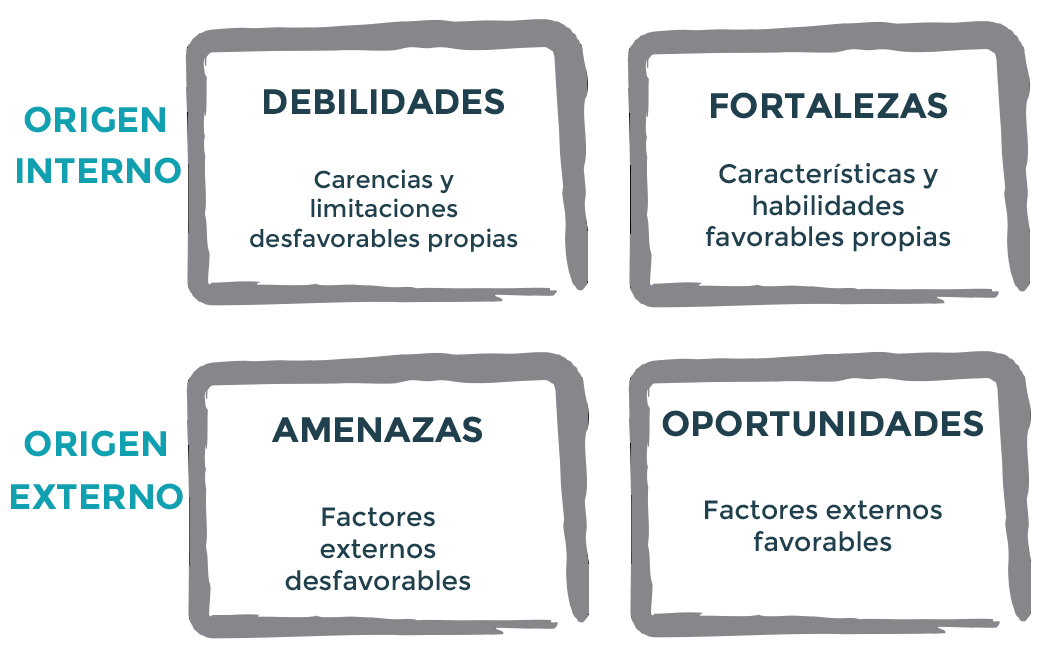 ORIGEN
INTERNO
DEBILIDADES
Carencias y
limitaciones
desfavorables propias
FORTALEZAS
Características y
habilidades
favorables propias
ORIGEN
EXTERNO
AMENAZAS
Factores
externos
desfavorables
OPORTUNIDADES
Factores externos
favorables